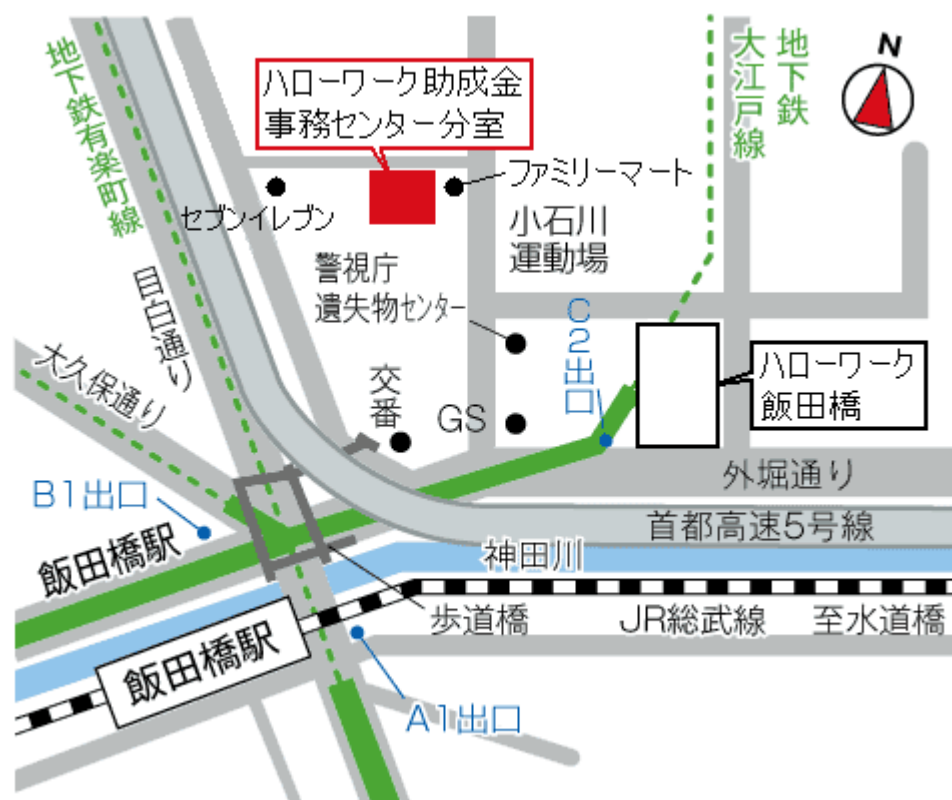 N
地下鉄有楽町線
ハローワーク助成金
事務センター分室
地下鉄
大江戸線
セブンイレブン
ファミリーマート
小石川
運動場
警視庁
遺失物センター
目白通り
大久保通り
交番
GS
C2出口
ハローワーク
飯田橋
外堀通り
B1出口
首都高速5号線
飯田橋駅
神田川
歩道橋
JR総武線
至水道橋
飯田橋駅
A1出口